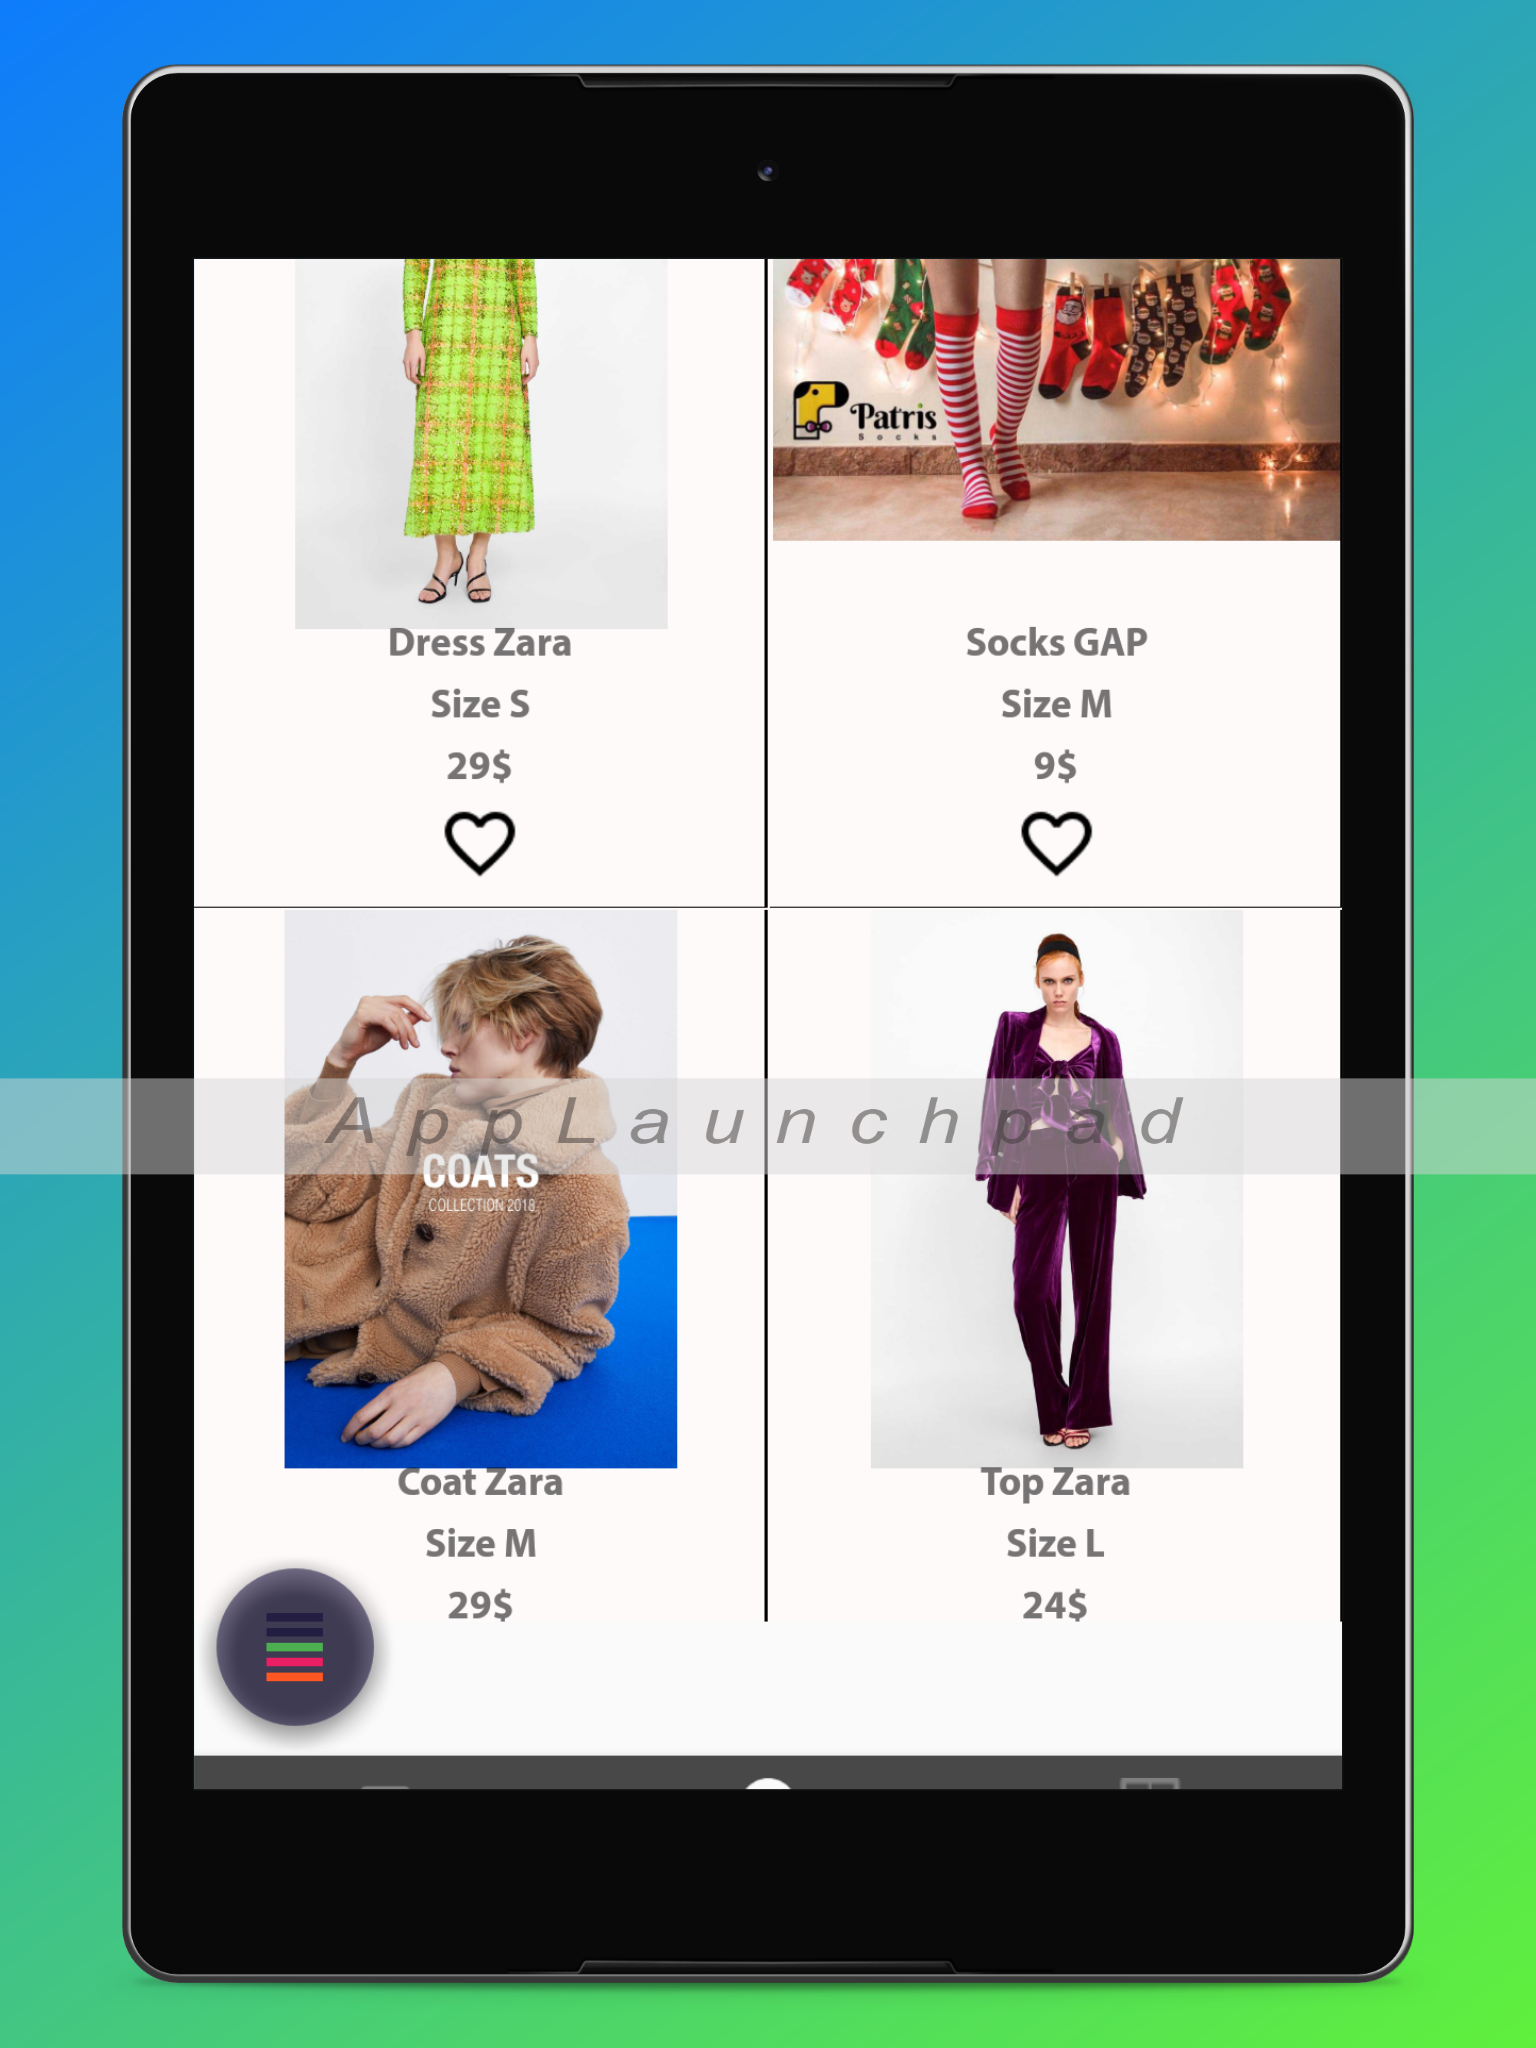 Patris
Socks
Dress Zara
Size S
29$
Socks GAP
Size M
9$
AppLaunchpad
COATS
COLLECTION 2018
Coat Zara
Size M
29$
Top Zara
Size L
24$